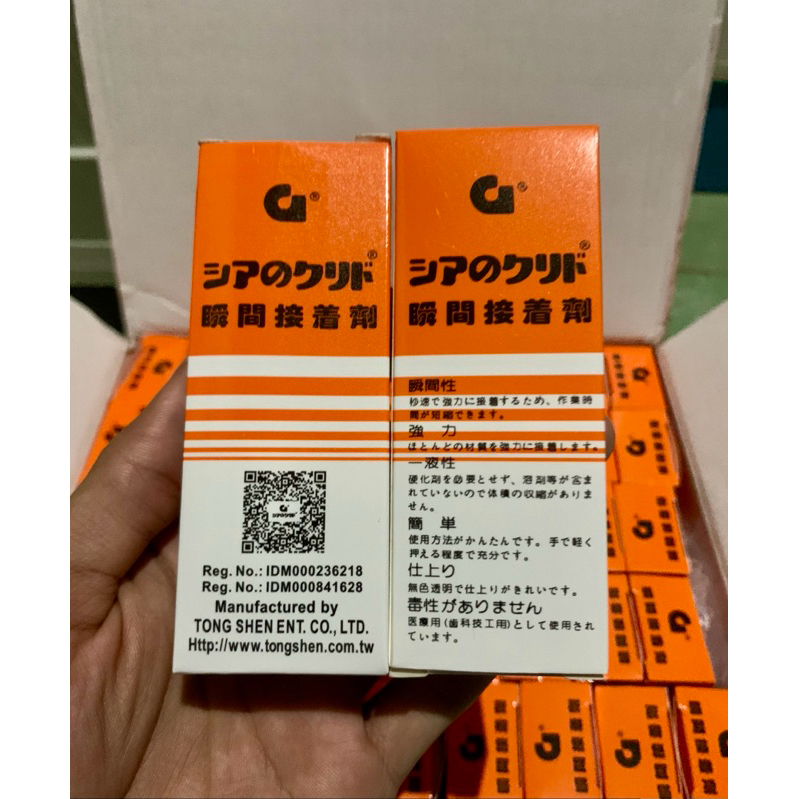 シアのクリド®
瞬間接着劑
シアのクリド
Reg. No.: IDM000236218
Reg. No.: IDM000841628
Manufactured by
TONG SHEN ENT. CO., LTD.
Http://www.tongshen.com.tw
シアのクリド®
瞬間接着劑
瞬間性
秒速で強力に接着するため、作業時
間が短縮できます。
強 力
ほとんどの材質を強力に接着します。
一液性
硬化剤を必要とせず、溶剤等が含ま
れていないので体積の収縮がありま
せん。
簡 単
使用方法がかんたんです。手で軽く
押える程度で充分です。
仕上り
無色透明で仕上りがきれいです。
毒性がありません
医療用(歯科技工用)として使用され
ています。